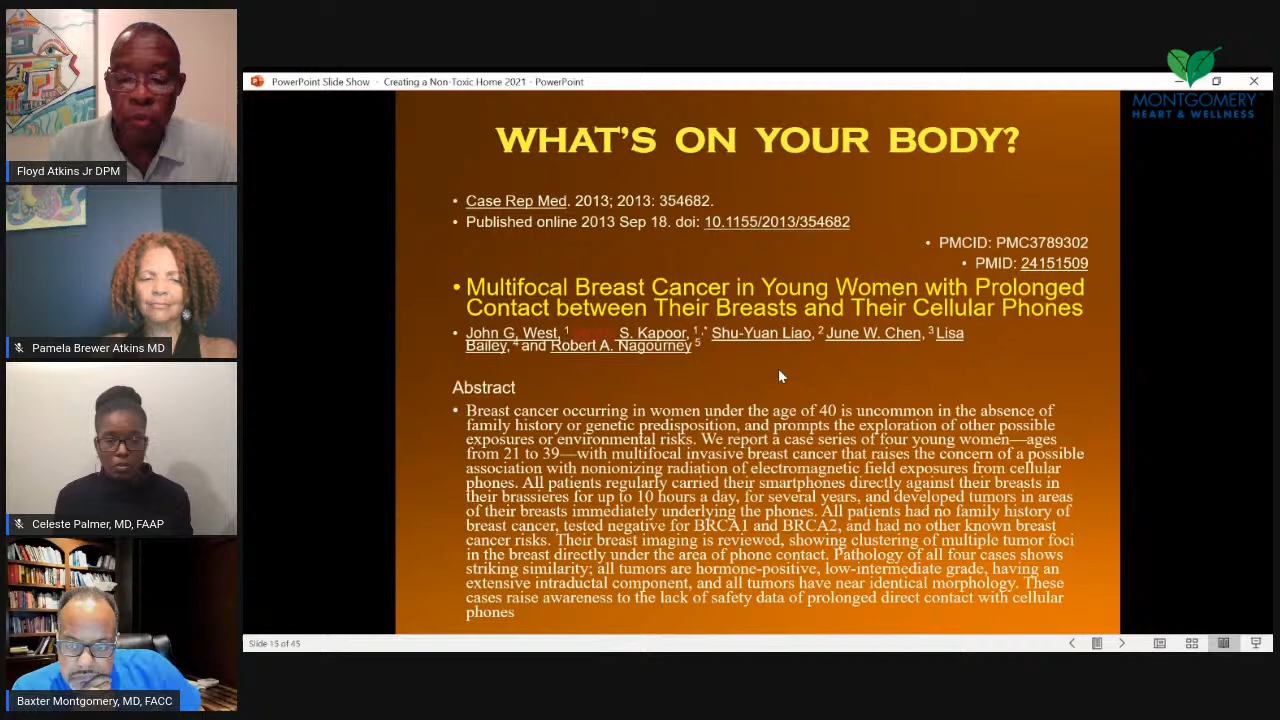 Floyd Atkins Jr DPM
Pamela Brewer Atkins MD
Celeste Palmer, MD, FAAP
Baxter Montgomery, MD, FACC
PowerPoint Slide Show - Creating a Non-Toxic Home 2021 - PowerPoint
MONTGOMERY
HEART & WELLNESS
WHAT'S ON YOUR BODY?
• Case Rep Med. 2013; 2013: 354682.
• Published online 2013 Sep 18. doi: 10.1155/2013/354682
• PMCID: PMC3789302
• PMID: 24151509
• Multifocal Breast Cancer in Young Women with Prolonged
Contact between Their Breasts and Their Cellular Phones
• John G, West, 1 S. Kapoor, 1,* Shu-Yuan Liao, 2 June W. Chen, 3 Lisa
Bailey, 4 and Robert A. Nagourney 5
Abstract
• Breast cancer occurring in women under the age of 40 is uncommon in the absence of
family history or genetic predisposition, and prompts the exploration of other possible
exposures or environmental risks. We report a case series of four young women—ages
from 21 to 39—with multifocal invasive breast cancer that raises the concern of a possible
association with nonionizing radiation of electromagnetic field exposures from cellular
phones. All patients regularly carried their smartphones directly against their breasts in
their brassieres for up to 10 hours a day, for several years, and developed tumors in areas
of their breasts immediately underlying the phones. All patients had no family history of
breast cancer, tested negative for BRCA1 and BRCA2, and had no other known breast
cancer risks. Their breast imaging is reviewed, showing clustering of multiple tumor foci
in the breast directly under the area of phone contact. Pathology of all four cases shows
striking similarity; all tumors are hormone-positive, low-intermediate grade, having an
extensive intraductal component, and all tumors have near identical morphology. These
cases raise awareness to the lack of safety data of prolonged direct contact with cellular
phones
Slide 15 of 45